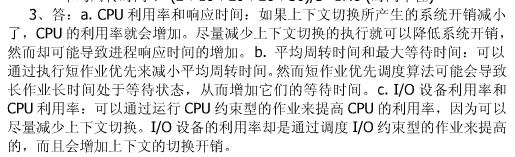 3、答：a. CPU 利用率和响应时间：如果上下文切换所产生的系统开销减小
了，CPU 的利用率就会增加。尽量减少上下文切换的执行就可以降低系统开销，
然而却可能导致进程响应时间的增加。b. 平均周转时间和最大等待时间：可以
通过执行短作业优先来减小平均周转时间。然而短作业优先调度算法可能会导致
长作业长时间处于等待状态，从而增加它们的等待时间。c. I/O 设备利用率和
CPU 利用率：可以通过运行 CPU 约束型的作业来提高 CPU 的利用率，因为可以
尽量减少上下文切换。I/O 设备的利用率却是通过调度 I/O 约束型的作业来提高
的，而且会增加上下文的切换开销。